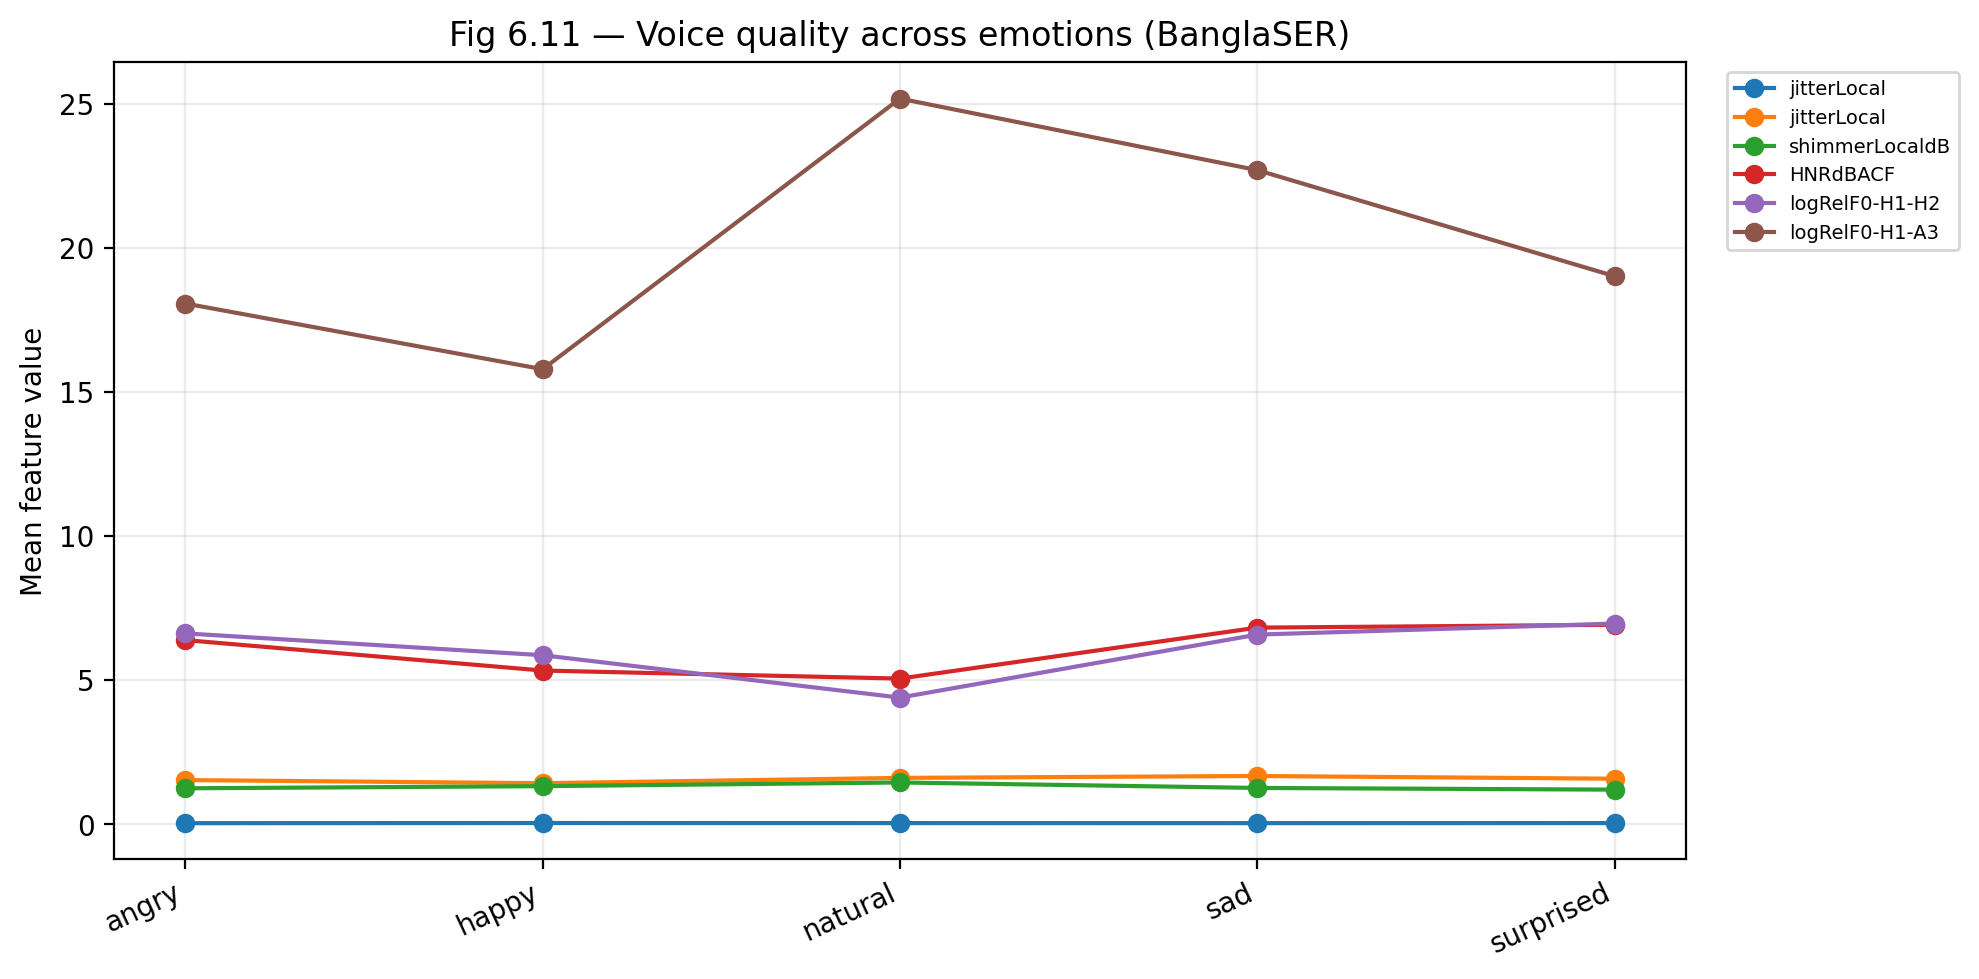 Fig 6.11 — Voice quality across emotions (BanglaSER)
Mean feature value
25
20
15
10
5
0
angry
happy
natural
sad
surprised
jitterLocal
jitterLocal
shimmerLocaldB
HNRdBACF
logRelF0-H1-H2
logRelF0-H1-A3